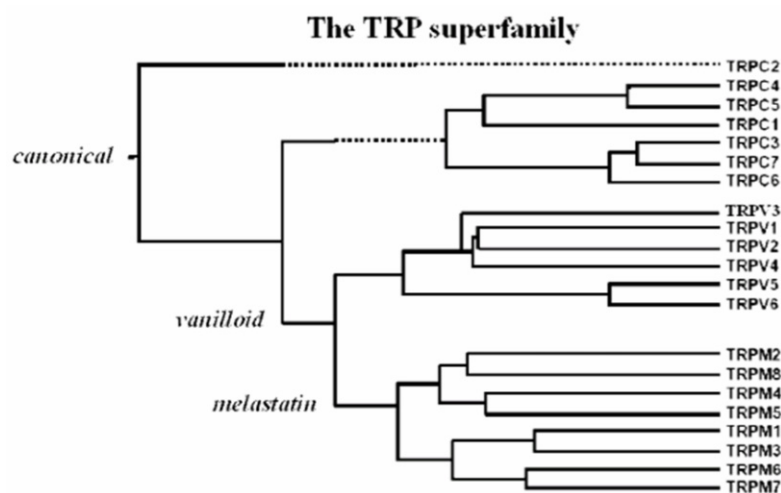 The TRP superfamily
TRPC2
TRPC4
TRPC5
TRPC1
canonical
TRPC3
TRPC7
TRPC6
TRPV3
TRPV1
TRPV2
TRPV4
TRPV5
TRPV6
vanilloid
TRPM2
TRPM8
TRPM4
melastatin
TRPM5
TRPM1
TRPM3
TRPM6
TRPM7